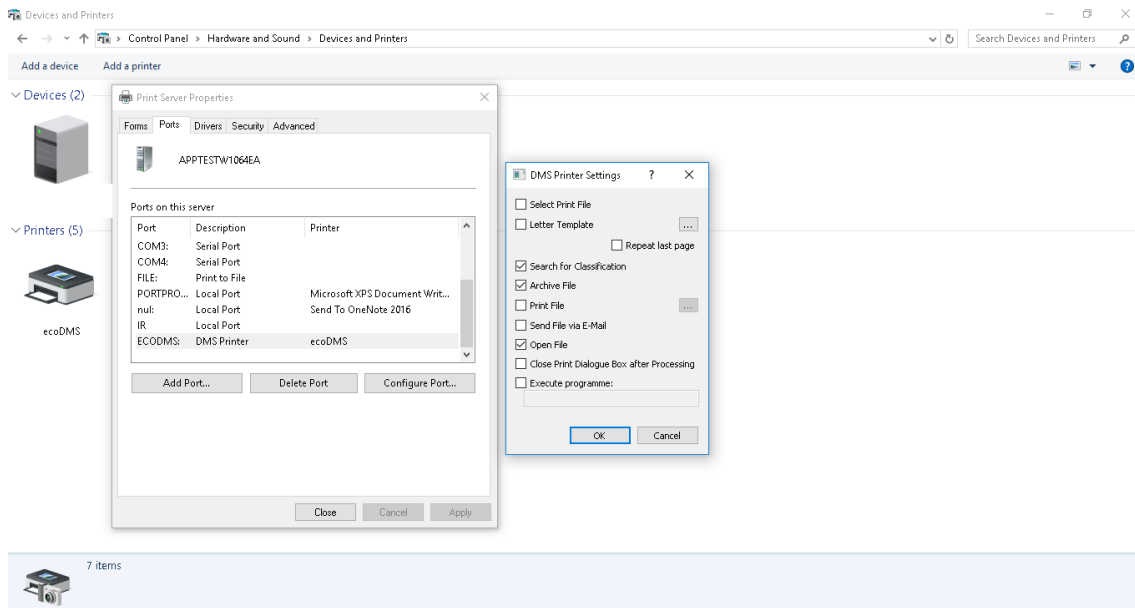 Devices and Printers
Control Panel > Hardware and Sound > Devices and Printers
Search Devices and Printers
Add a device Add a printer
Devices (2)
Printers (5)
ecoDMS
Print Server Properties
Forms Ports Drivers Security Advanced
APPTESTW1064EA
Ports on this server
Port Description Printer
COM3: Serial Port
COM4: Serial Port
FILE: Print to File
PORTPRO... Local Port Microsoft XPS Document Writ...
nul: Local Port Send To OneNote 2016
IR Local Port
ECODMS: DMS Printer ecoDMS
Add Port... Delete Port Configure Port...
Close Cancel Apply
DMS Printer Settings ?
Select Print File
Letter Template ...
Repeat last page
Search for Classification
Archive File
Print File ...
Send File via E-Mail
Open File
Close Print Dialogue Box after Processing
Execute programme:
OK Cancel
7 items